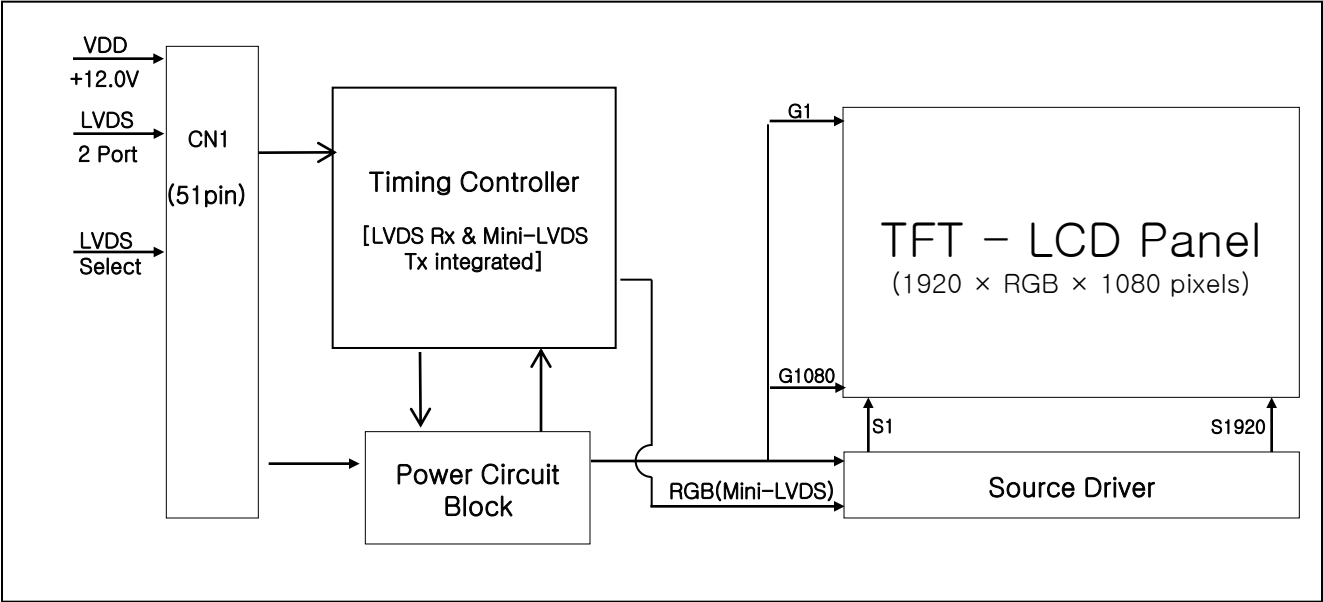 VDD
+12.0V
LVDS
2 Port
LVDS
Select
CN1
(51pin)
Timing Controller
[LVDS Rx & Mini-LVDS
Tx integrated]
Power Circuit
Block
RGB(Mini-LVDS)
G1
G1080
TFT - LCD Panel
(1920 × RGB × 1080 pixels)
S1
S1920
Source Driver